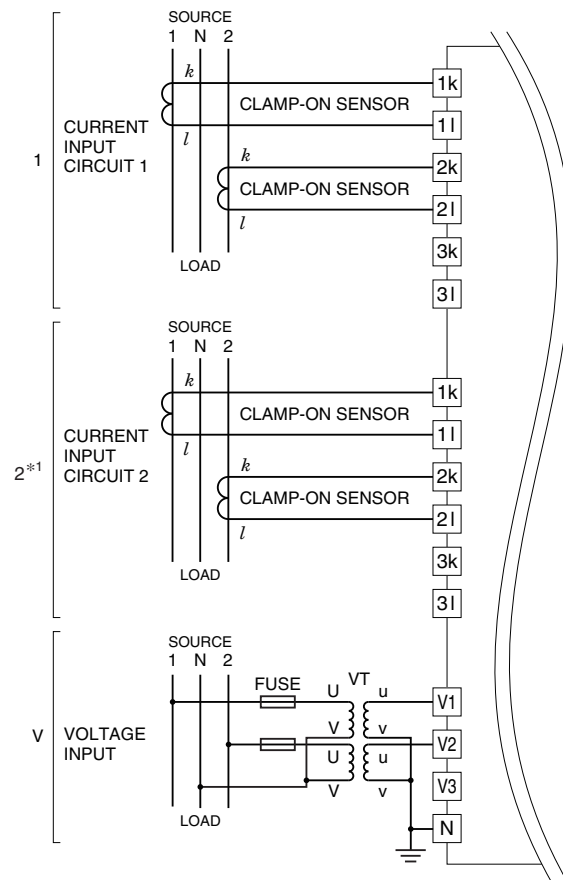 SOURCE
1 N 2
k
1k
CLAMP-ON SENSOR
l
1l
1
CURRENT
INPUT
CIRCUIT 1
k
2k
CLAMP-ON SENSOR
l
2l
3k
LOAD
3l
SOURCE
1 N 2
k
1k
CLAMP-ON SENSOR
l
1l
2*1
CURRENT
INPUT
CIRCUIT 2
k
2k
CLAMP-ON SENSOR
l
2l
3k
LOAD
3l
SOURCE
1 N 2
FUSE
VT
U u
V1
V
VOLTAGE
INPUT
V v
V2
U u
V v
V3
LOAD
N